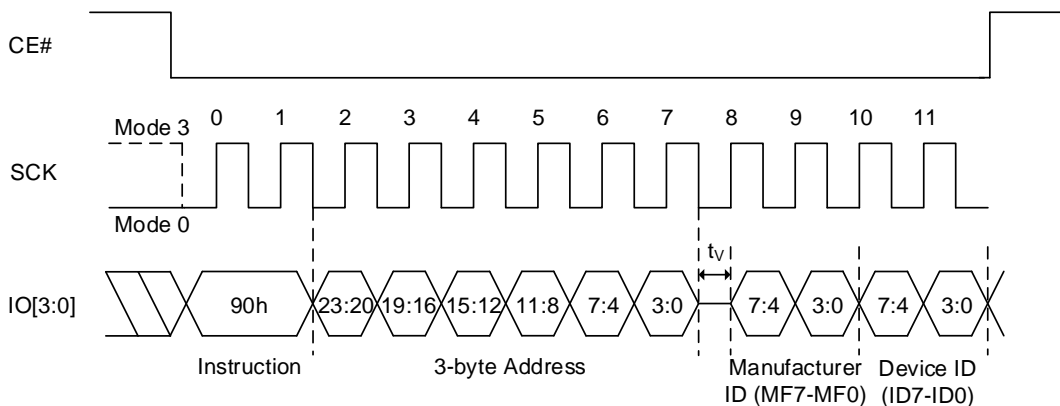 CE#
0 1 2 3 4 5 6 7 8 9 10 11
Mode 3
SCK
Mode 0
tV
IO[3:0] 90h 23:20 19:16 15:12 11:8 7:4 3:0 7:4 3:0 7:4 3:0
Instruction 3-byte Address Manufacturer Device ID
ID (MF7-MF0) (ID7-ID0)